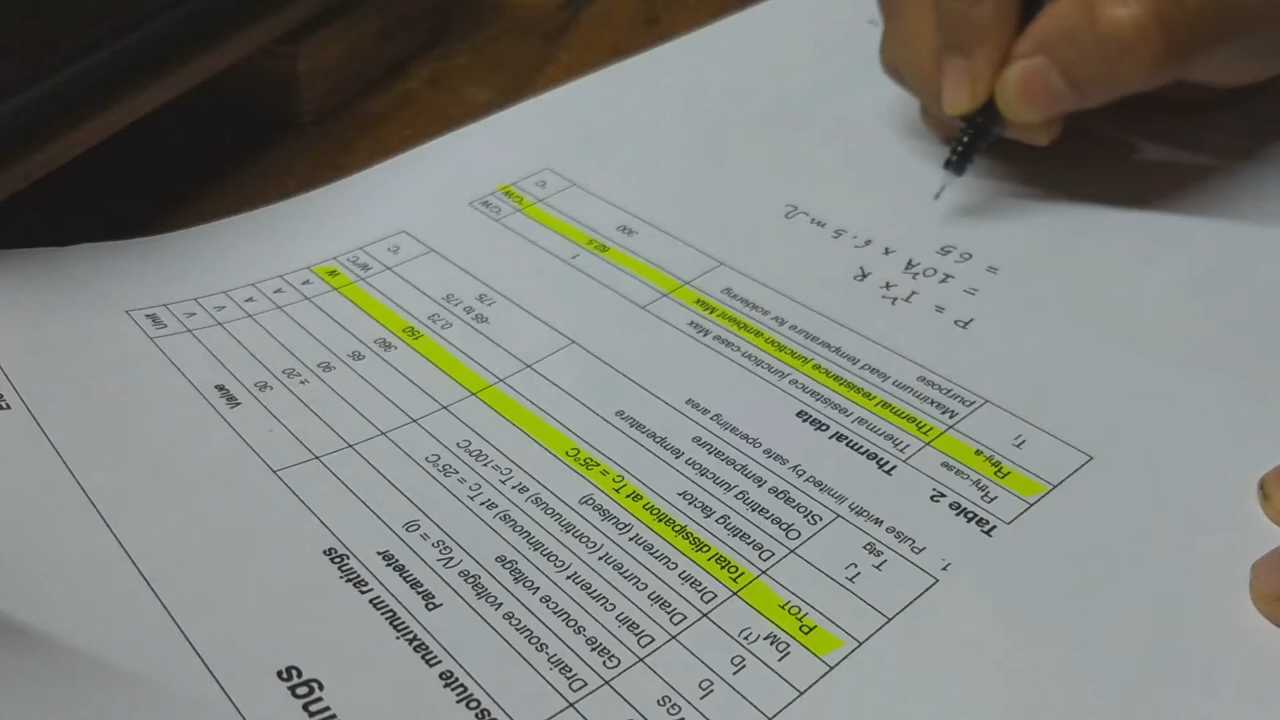 ings
solute maximum ratings
Parameter Value Unit
Drain-source voltage (VGS = 0) 30 V
GS Gate-source voltage ± 20 V
ID Drain current (continuous) at TC = 25°C 90 A
ID Drain current (continuous) at TC=100°C 65 A
IDM (1) Drain current (pulsed) 360 A
PTOT Total dissipation at TC = 25°C 150 W
Derating factor 0.73 W/°C
TJ Operating junction temperature -65 to 175 °C
Tstg Storage temperature 175
1. Pulse width limited by safe operating area
Table 2. Thermal data
Rthj-case Thermal resistance junction-case Max 1 °C/W
Rthj-a Thermal resistance junction-ambient Max 62.5 °C/W
Tl Maximum lead temperature for soldering 300 °C
purpose
P = I² x R
= 10²A x 6.5 mΩ
= 65